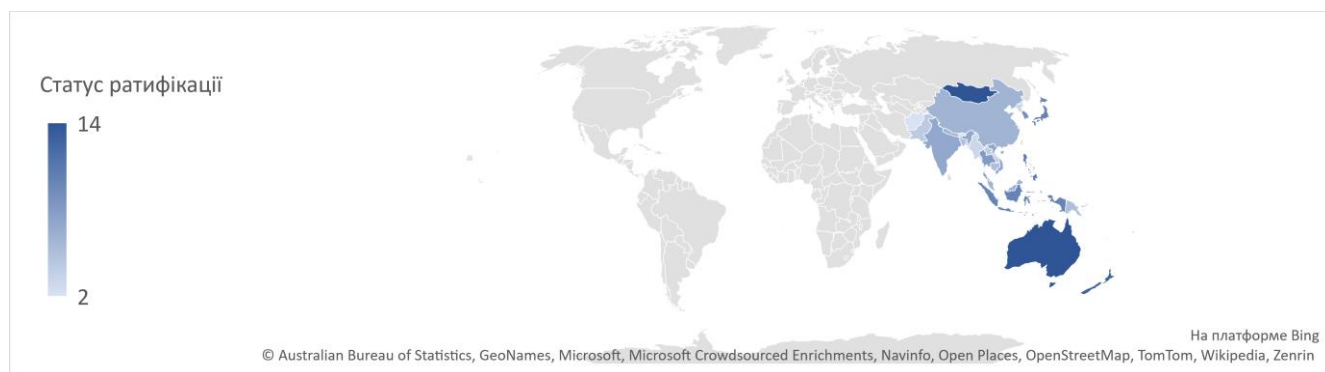 Статус ратифікації
14
2
На платформе Bing
© Australian Bureau of Statistics, GeoNames, Microsoft, Microsoft Crowdsourced Enrichments, Navinfo, Open Places, OpenStreetMap, TomTom, Wikipedia, Zenrin